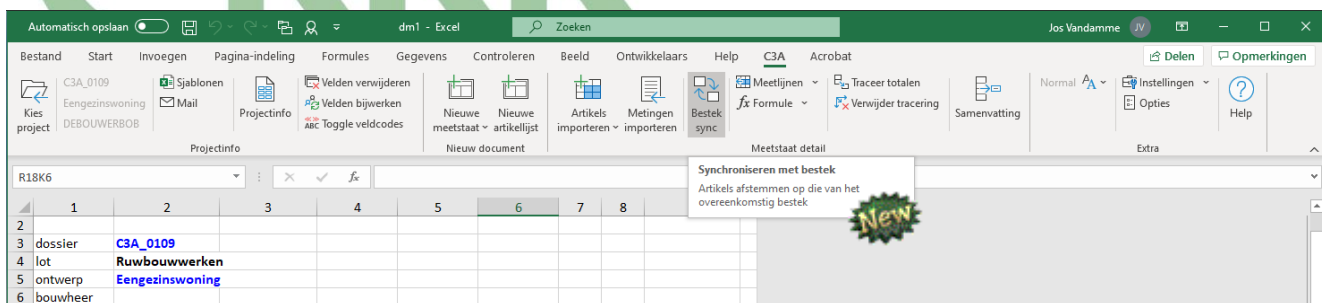 Automatisch opslaan dm1 - Excel Zoeken Jos Vandamme JV
Bestand Start Invoegen Pagina-indeling Formules Gegevens Controleren Beeld Ontwikkelaars Help C3A Acrobat Delen Opmerkingen
C3A_0109 Sjablonen Velden verwijderen Meetlijnen Traceer totalen Normal Instellingen
Eengezinswoning Mail Velden bijwerken fx Formule Verwijder tracering Opties
DEBOUWERBOB ABC Toggle veldcodes
Kies project Projectinfo Nieuwe meetstaat Nieuwe artikellijst Artikels importeren Metingen importeren Bestek sync Samenvatting Help
Projectinfo Nieuw document Meetstaat detail Extra
R18K6 fx
Synchroniseren met bestek
Artikels afstemmen op die van het
overeenkomstig bestek
New
1 2 3 4 5 6 7 8
2
3 dossier C3A_0109
4 lot Ruwbouwwerken
5 ontwerp Eengezinswoning
6 bouwheer